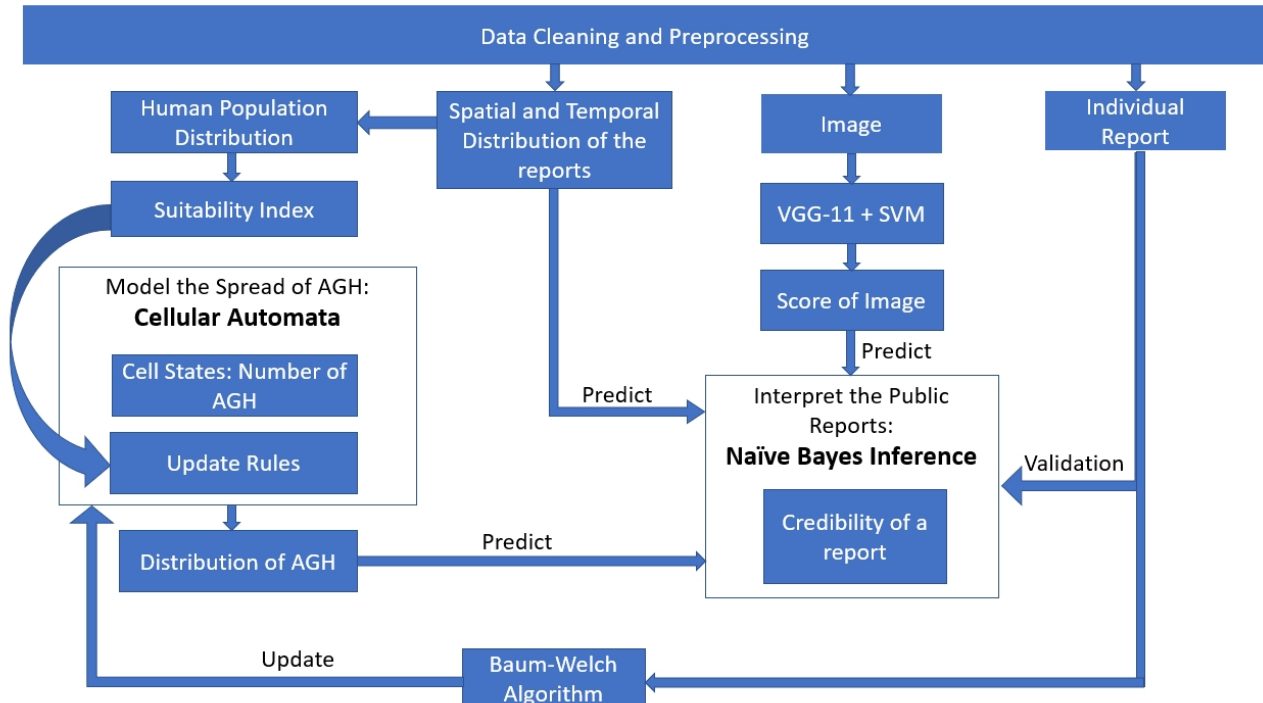 Data Cleaning and Preprocessing
Human Population
Distribution
Spatial and Temporal
Distribution of the
reports
Image
Individual
Report
Suitability Index
VGG-11 + SVM
Model the Spread of AGH:
Cellular Automata
Score of Image
Predict
Cell States: Number of
AGH
Predict
Interpret the Public
Reports:
Naïve Bayes Inference
Update Rules
Validation
Credibility of a
report
Distribution of AGH
Predict
Update
Baum-Welch
Algorithm